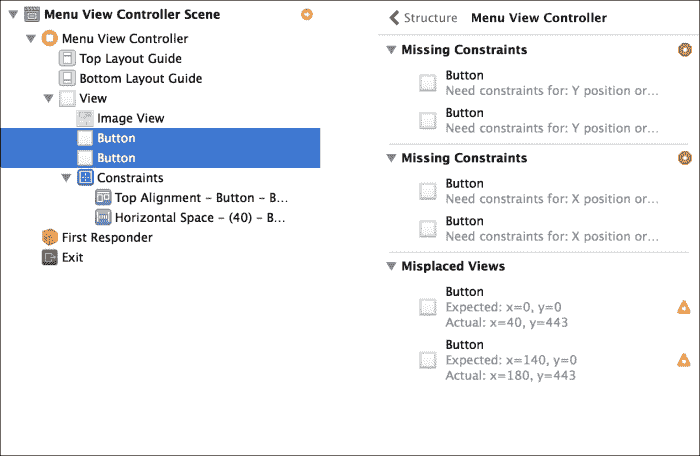 Menu View Controller Scene
Menu View Controller
Top Layout Guide
Bottom Layout Guide
View
Image View
Button
Button
Constraints
Top Alignment – Button – B...
Horizontal Space – (40) – B...
First Responder
Exit
Structure Menu View Controller
Missing Constraints
Button
Need constraints for: Y position or...
Button
Need constraints for: Y position or...
Missing Constraints
Button
Need constraints for: X position or...
Button
Need constraints for: X position or...
Misplaced Views
Button
Expected: x=0, y=0
Actual: x=40, y=443
Button
Expected: x=140, y=0
Actual: x=180, y=443